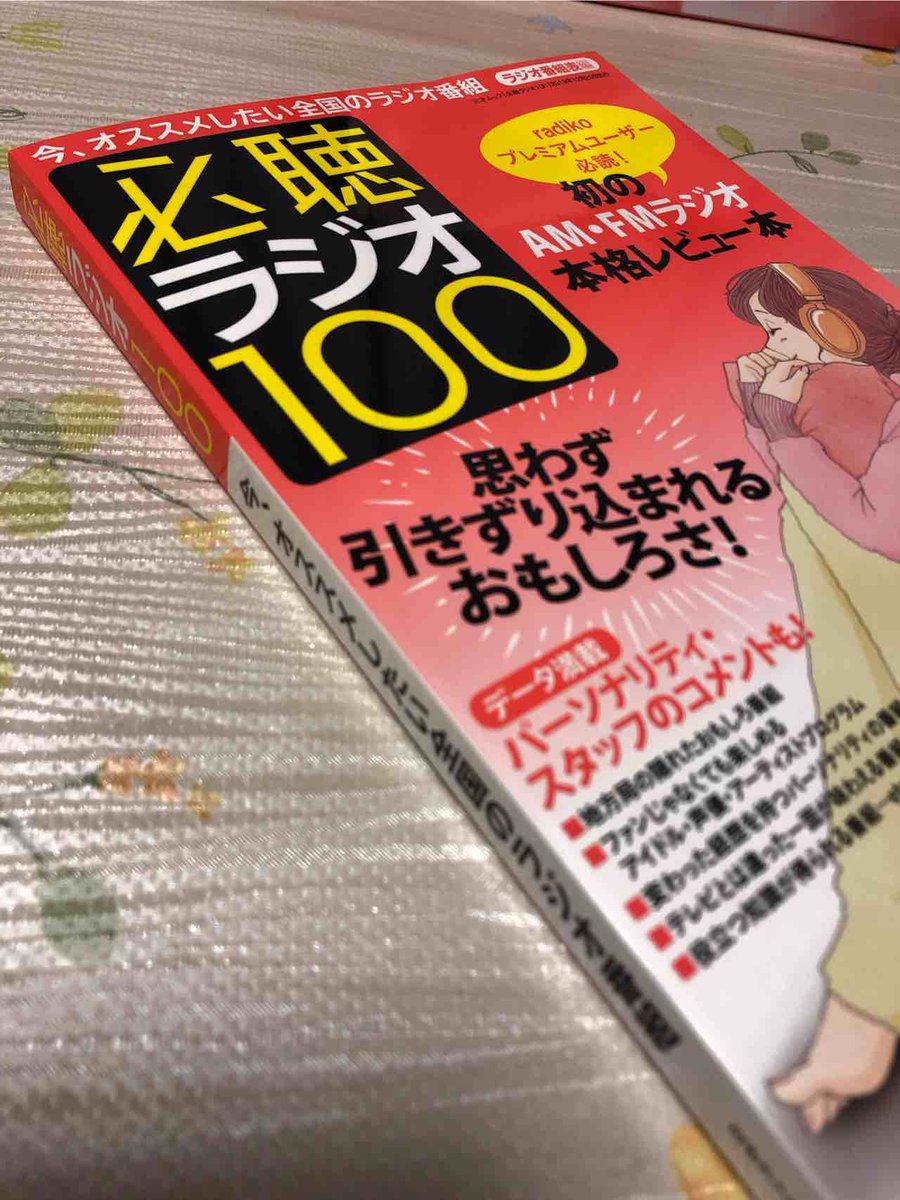 今、オススメしたい全国のラジオ番組
ラジオ番組表編
必聴
ラジオ
100
radiko
プレミアムユーザー
必読!
初の
AM・FMラジオ
本格レビュー本
思わず
引きずり込まれる
おもしろさ!
データ満載
パーソナリティ・
スタッフのコメントも!
■地方局の隠れたおもしろ番組
■ファンじゃなくても楽しめる
アイドル・声優・アーティストプログラム
■変わった経歴を持つパーソナリティの番組
■テレビとは違った一面が味わえる番組
■役立つ知識が得られる番組
必聴ラジオ100
今、オススメしたい全国のラジオ番組